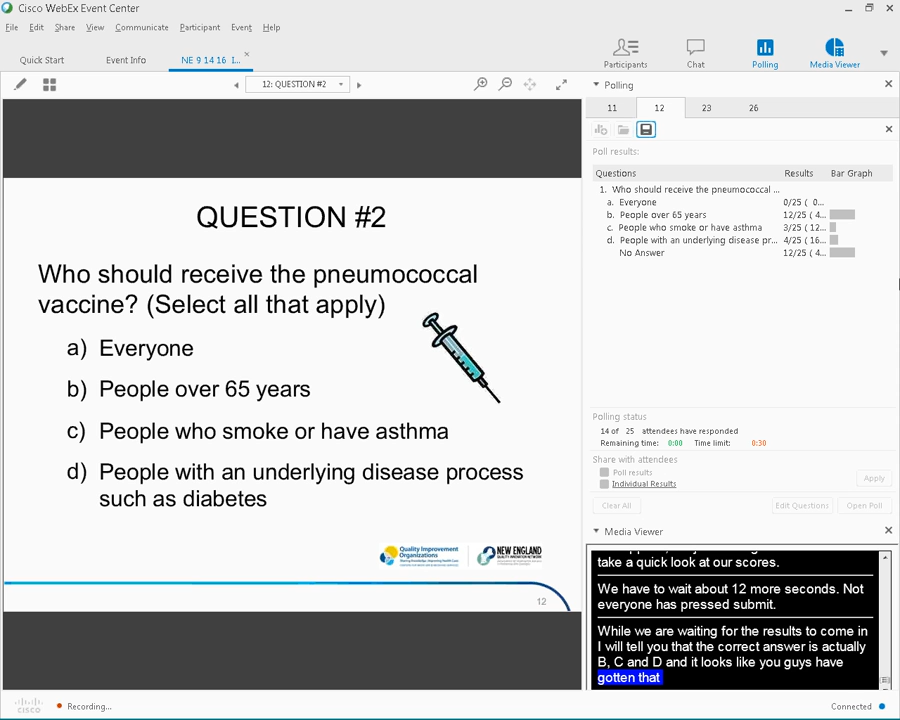 Cisco WebEx Event Center
File Edit Share View Communicate Participant Event Help
Quick Start Event Info NE 9 14 16 I...
Participants Chat Polling Media Viewer
12: QUESTION #2
QUESTION #2
Who should receive the pneumococcal
vaccine? (Select all that apply)
a) Everyone
b) People over 65 years
c) People who smoke or have asthma
d) People with an underlying disease process
such as diabetes
Quality Improvement
Organizations
NEW ENGLAND
12
Polling
11 12 23 26
Poll results:
Questions Results Bar Graph
1. Who should receive the pneumococcal ...
a. Everyone 0/25 ( 0...
b. People over 65 years 12/25 ( 4...
c. People who smoke or have asthma 3/25 ( 12...
d. People with an underlying disease pr... 4/25 ( 16...
No Answer 12/25 ( 4...
Polling status
14 of 25 attendees have responded
Remaining time: 0:00 Time limit: 0:30
Share with attendees
Poll results
Individual Results
Apply
Clear All Edit Questions Open Poll
Media Viewer
take a quick look at our scores.
We have to wait about 12 more seconds. Not
everyone has pressed submit.
While we are waiting for the results to come in
I will tell you that the correct answer is actually
B, C and D and it looks like you guys have
gotten that
cisco Recording... Connected